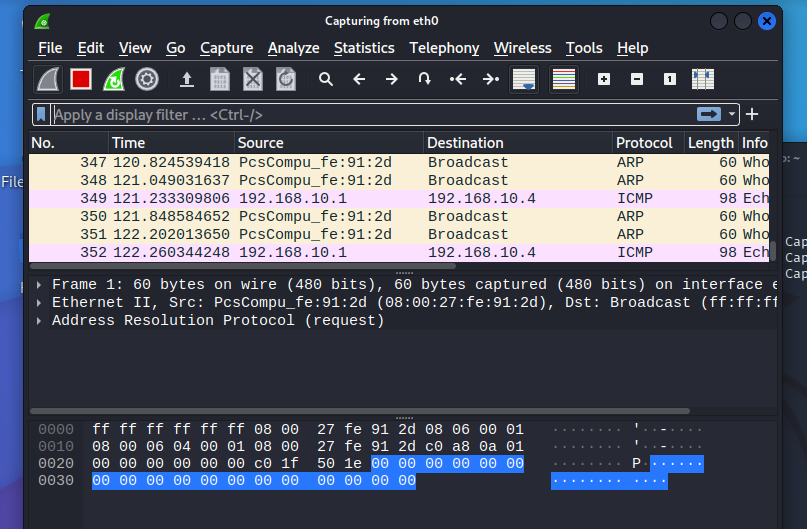 Capturing from eth0
File Edit View Go Capture Analyze Statistics Telephony Wireless Tools Help
Apply a display filter … <Ctrl-/>
No. Time Source Destination Protocol Length Info
347 120.824539418 PcsCompu_fe:91:2d Broadcast ARP 60 Who
348 121.049031637 PcsCompu_fe:91:2d Broadcast ARP 60 Who
349 121.233309806 192.168.10.1 192.168.10.4 ICMP 98 Ech
350 121.848584652 PcsCompu_fe:91:2d Broadcast ARP 60 Who
351 122.202013650 PcsCompu_fe:91:2d Broadcast ARP 60 Who
352 122.260344248 192.168.10.1 192.168.10.4 ICMP 98 Ech
Frame 1: 60 bytes on wire (480 bits), 60 bytes captured (480 bits) on interface e
Ethernet II, Src: PcsCompu_fe:91:2d (08:00:27:fe:91:2d), Dst: Broadcast (ff:ff:ff
Address Resolution Protocol (request)
0000 ff ff ff ff ff ff 08 00 27 fe 91 2d 08 06 00 01 ········ '··-····
0010 08 00 06 04 00 01 08 00 27 fe 91 2d c0 a8 0a 01 ········ '··-····
0020 00 00 00 00 00 00 c0 1f 50 1e 00 00 00 00 00 00 ········ P·······
0030 00 00 00 00 00 00 00 00 00 00 00 00 ········ ····
File
Cap
Cap
Cap